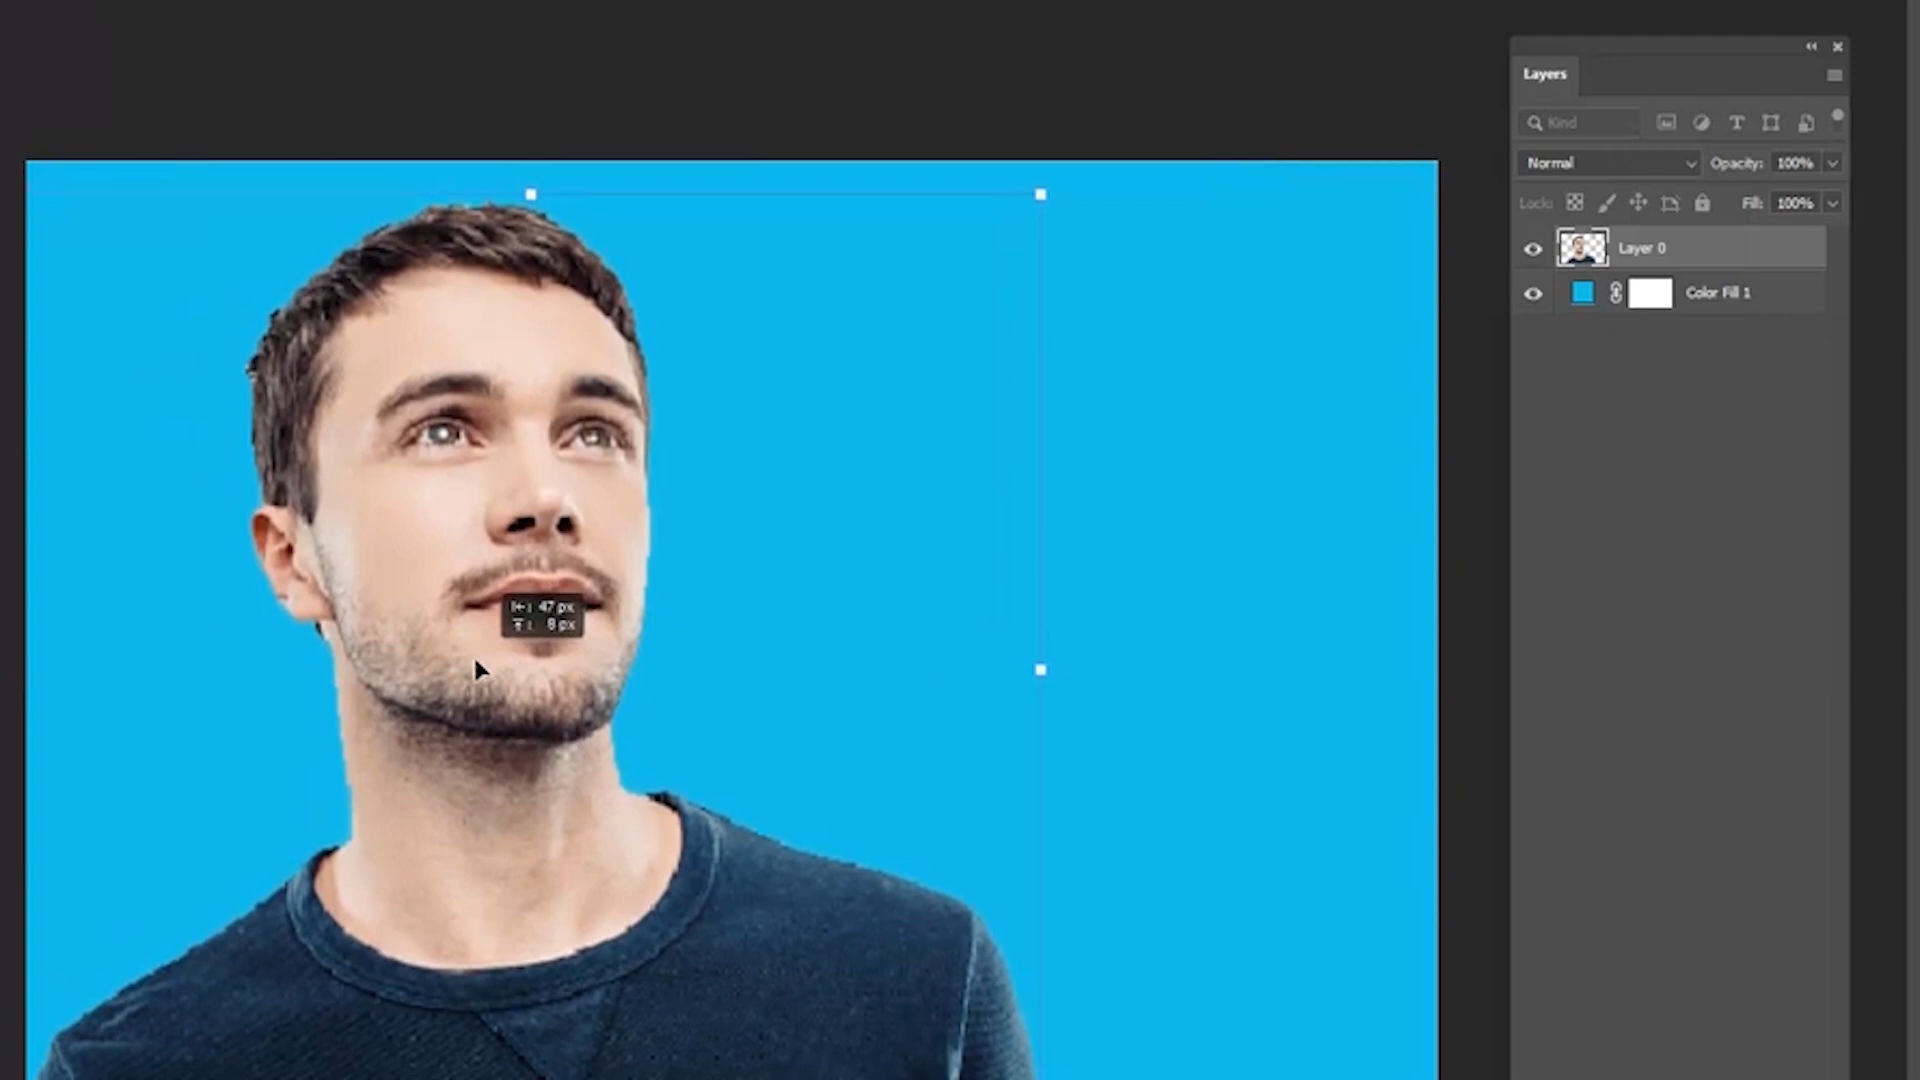 Layers
Kind
Normal
Opacity: 100%
Lock:
Fill: 100%
Layer 0
Color Fill 1
47 px
8 px